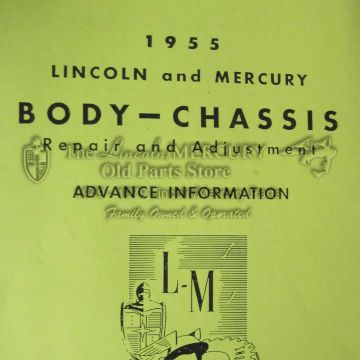 1955
LINCOLN and MERCURY
BODY—CHASSIS
Repair and Adjustment
The Lincoln MERCURY
Old Parts Store
ADVANCE INFORMATION
Family Owned & Operated
L-M